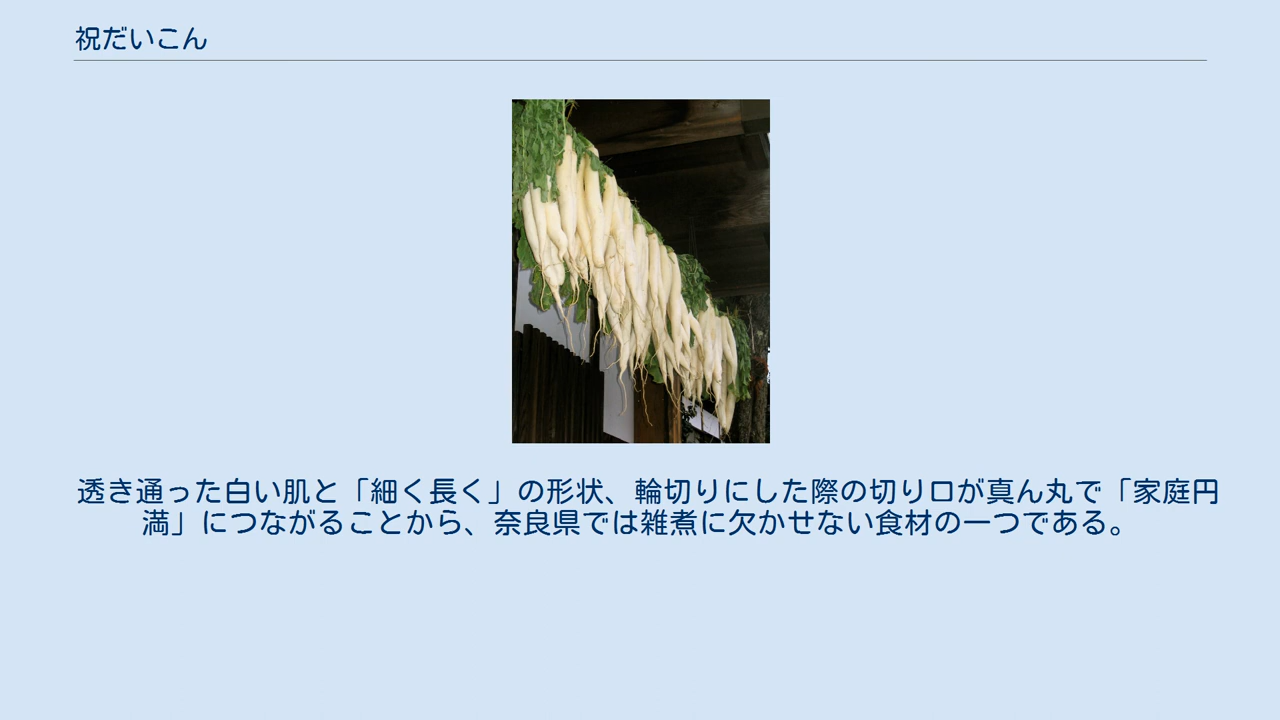 祝だいこん
透き通った白い肌と「細く長く」の形状、輪切りにした際の切り口が真ん丸で「家庭円
満」につながることから、奈良県では雑煮に欠かせない食材の一つである。